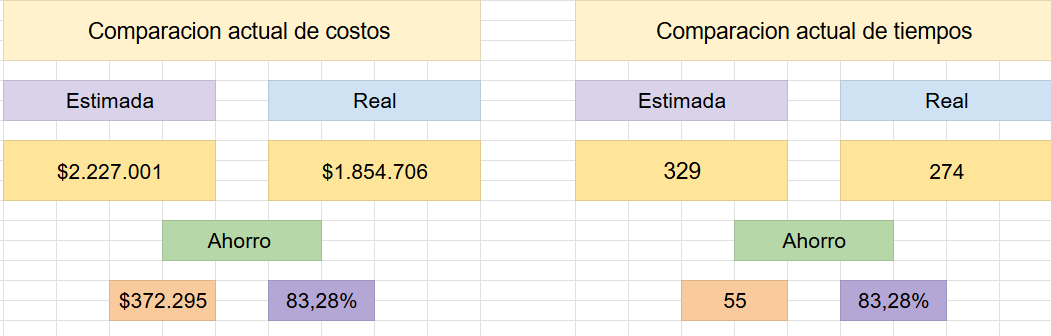 Comparacion actual de costos
Estimada
Real
$2.227.001
$1.854.706
Ahorro
$372.295
83,28%
Comparacion actual de tiempos
Estimada
Real
329
274
Ahorro
55
83,28%